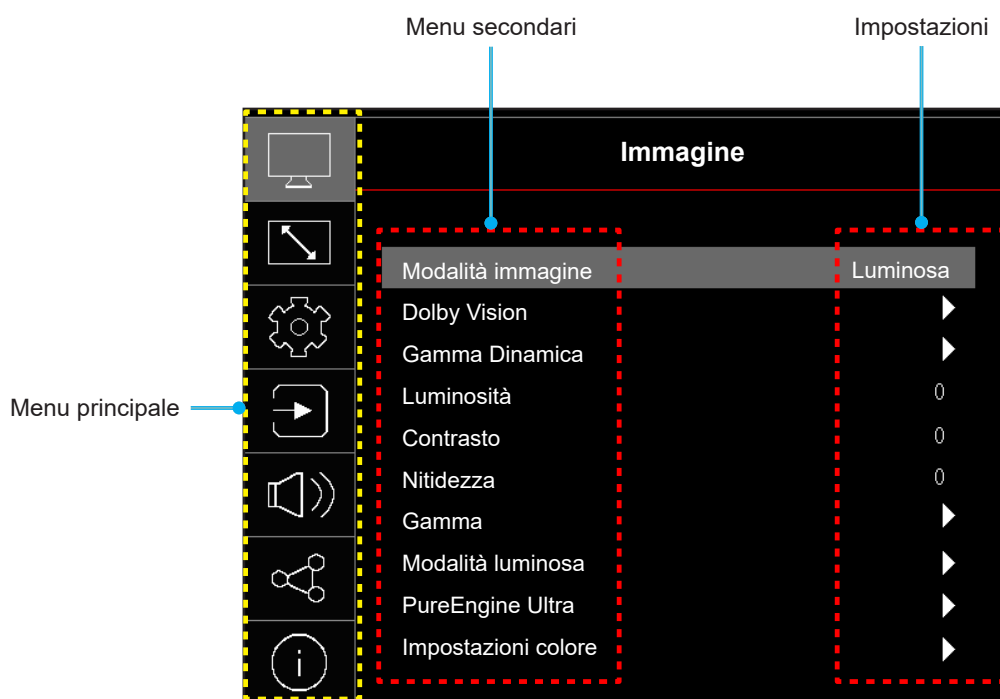 Menu secondari
Impostazioni
Immagine
Modalità immagine Luminosa
Dolby Vision
Gamma Dinamica
Luminosità 0
Menu principale
Contrasto 0
Nitidezza 0
Gamma
Modalità luminosa
PureEngine Ultra
Impostazioni colore
i